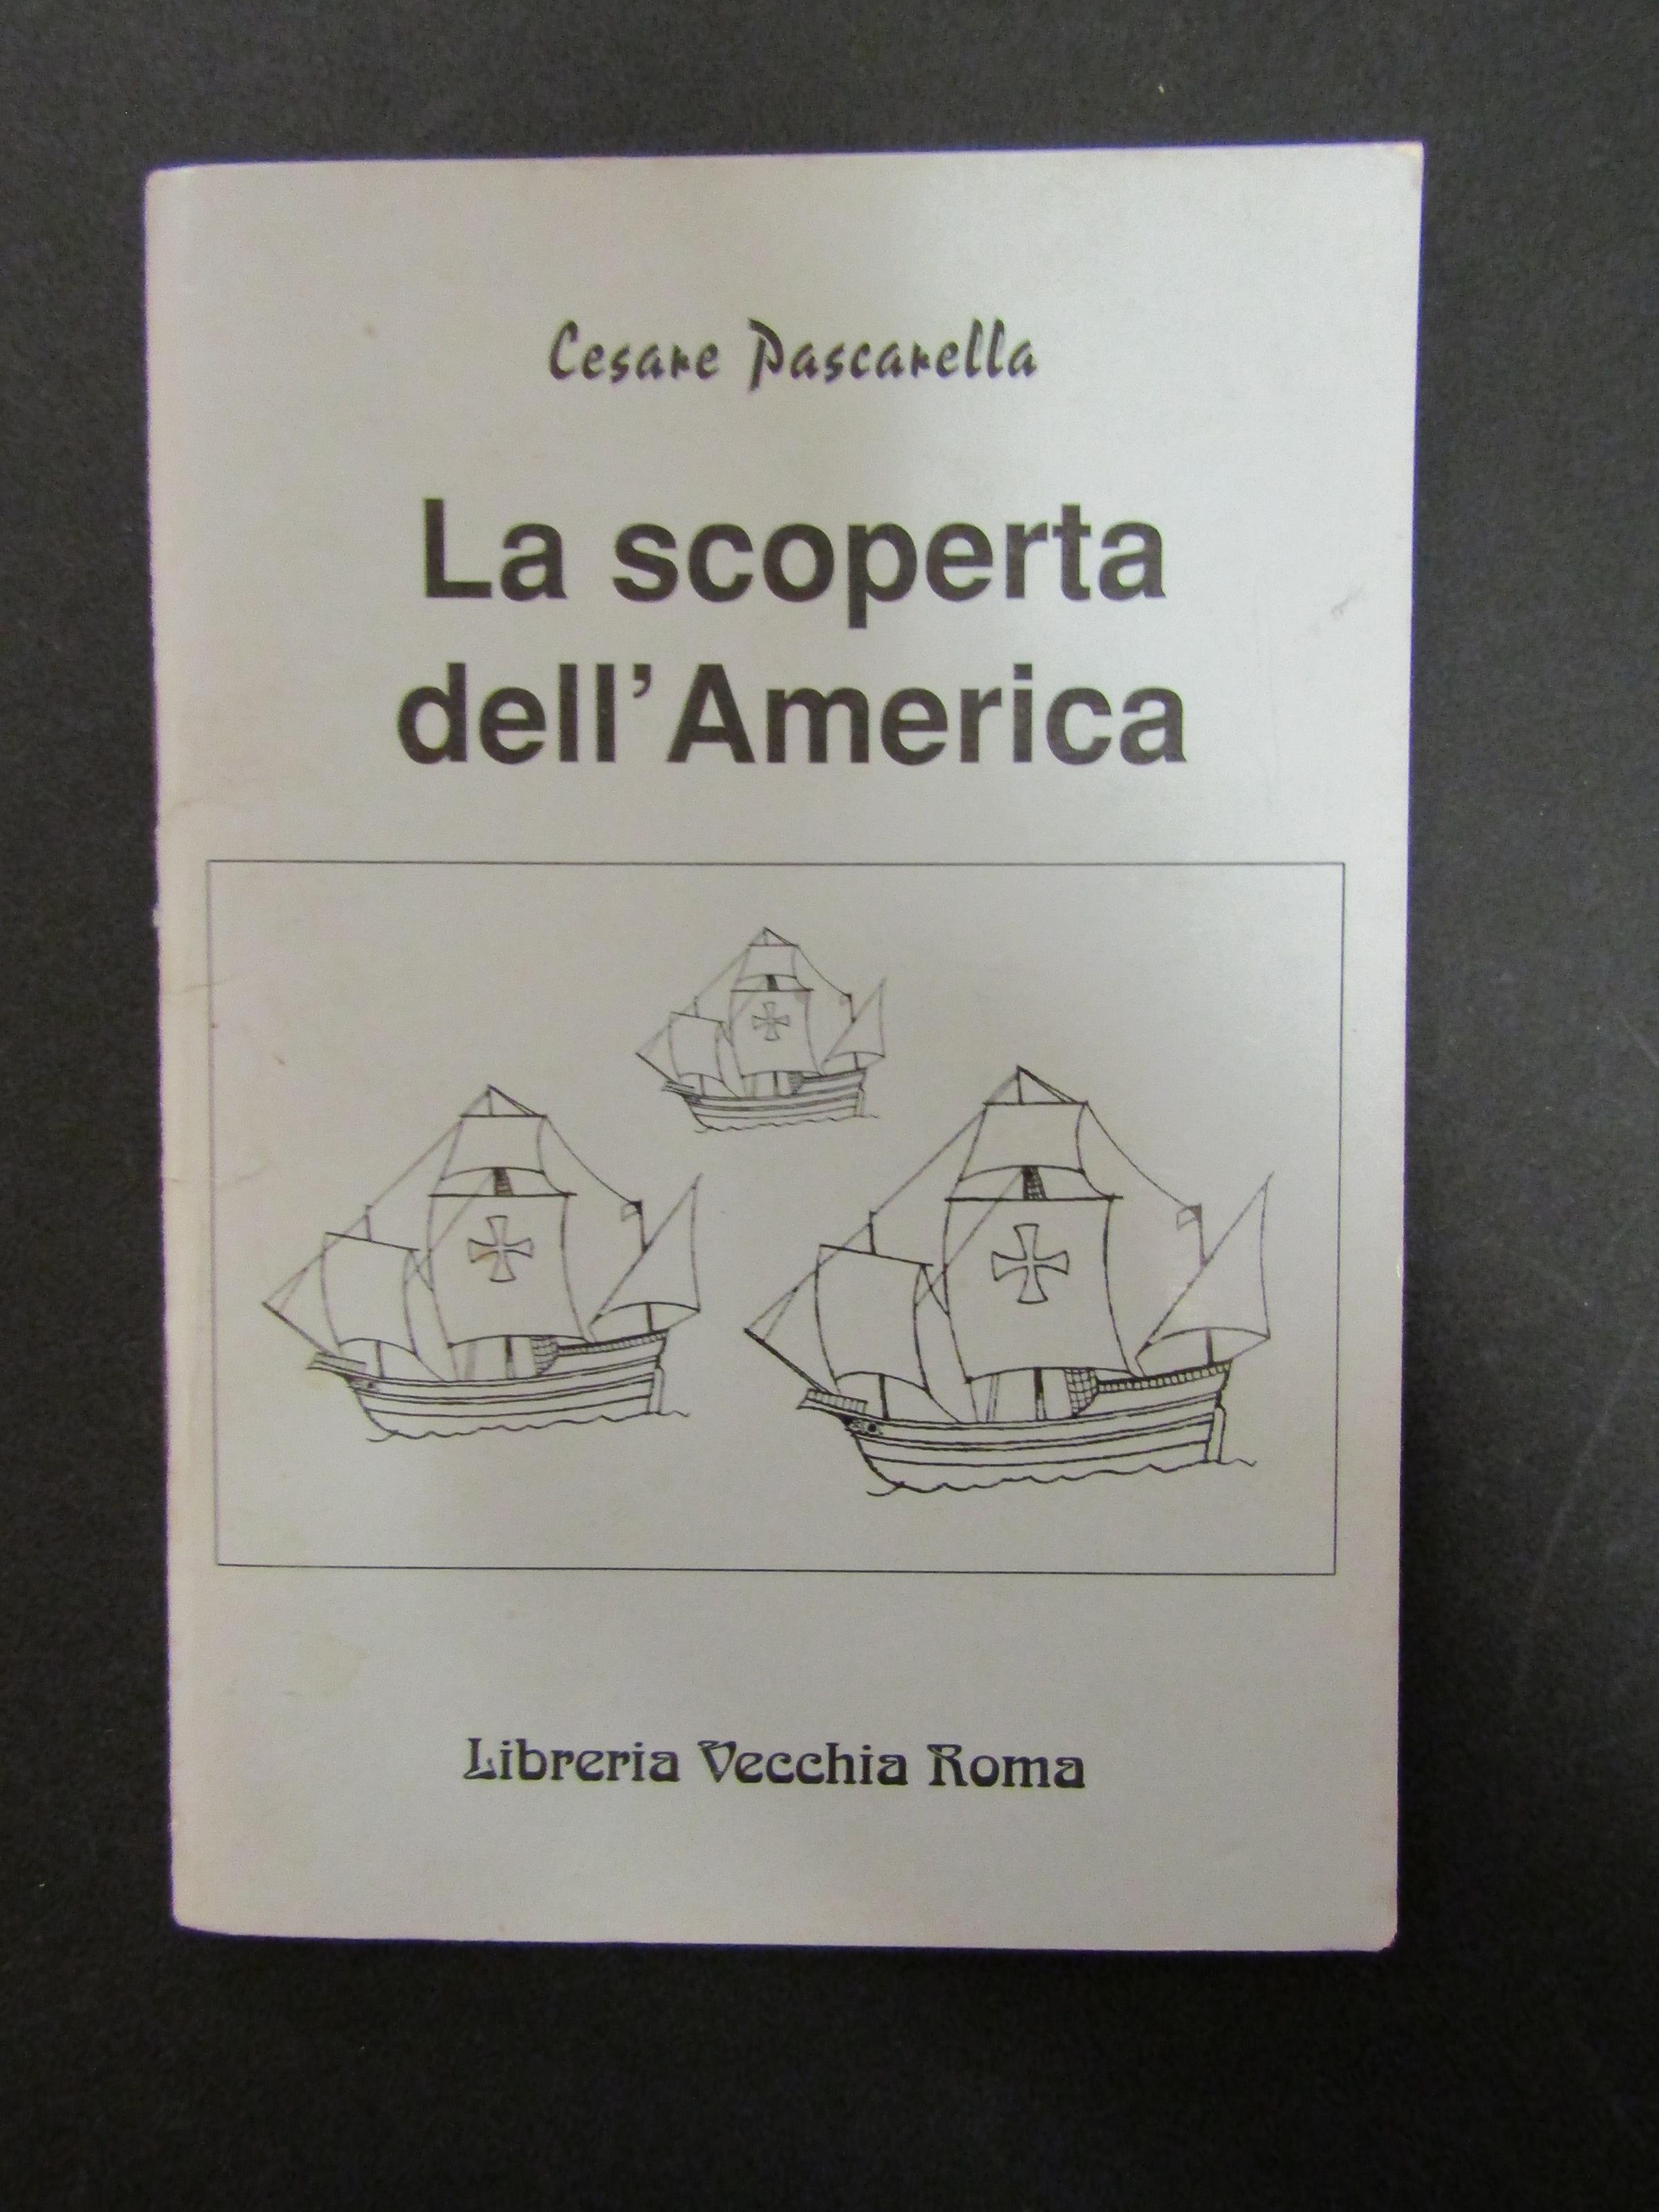 Cesare Pascarella
La scoperta
dell'America
Libreria Vecchia Roma